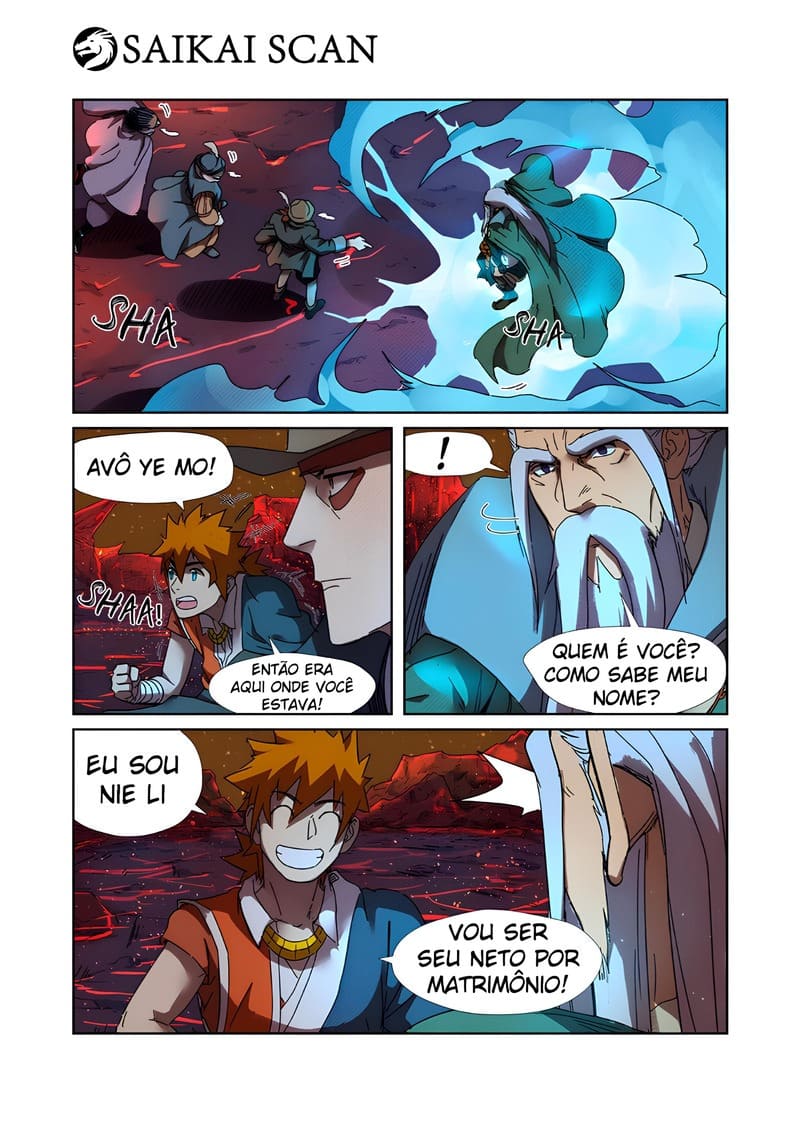 SAIKAI SCAN
SHA
SHA
AVÔ YE MO!
SHAA!
ENTÃO ERA
AQUI ONDE VOCÊ
ESTAVA!
!
QUEM É VOCÊ?
COMO SABE MEU
NOME?
EU SOU
NIE LI
VOU SER
SEU NETO POR
MATRIMÔNIO!